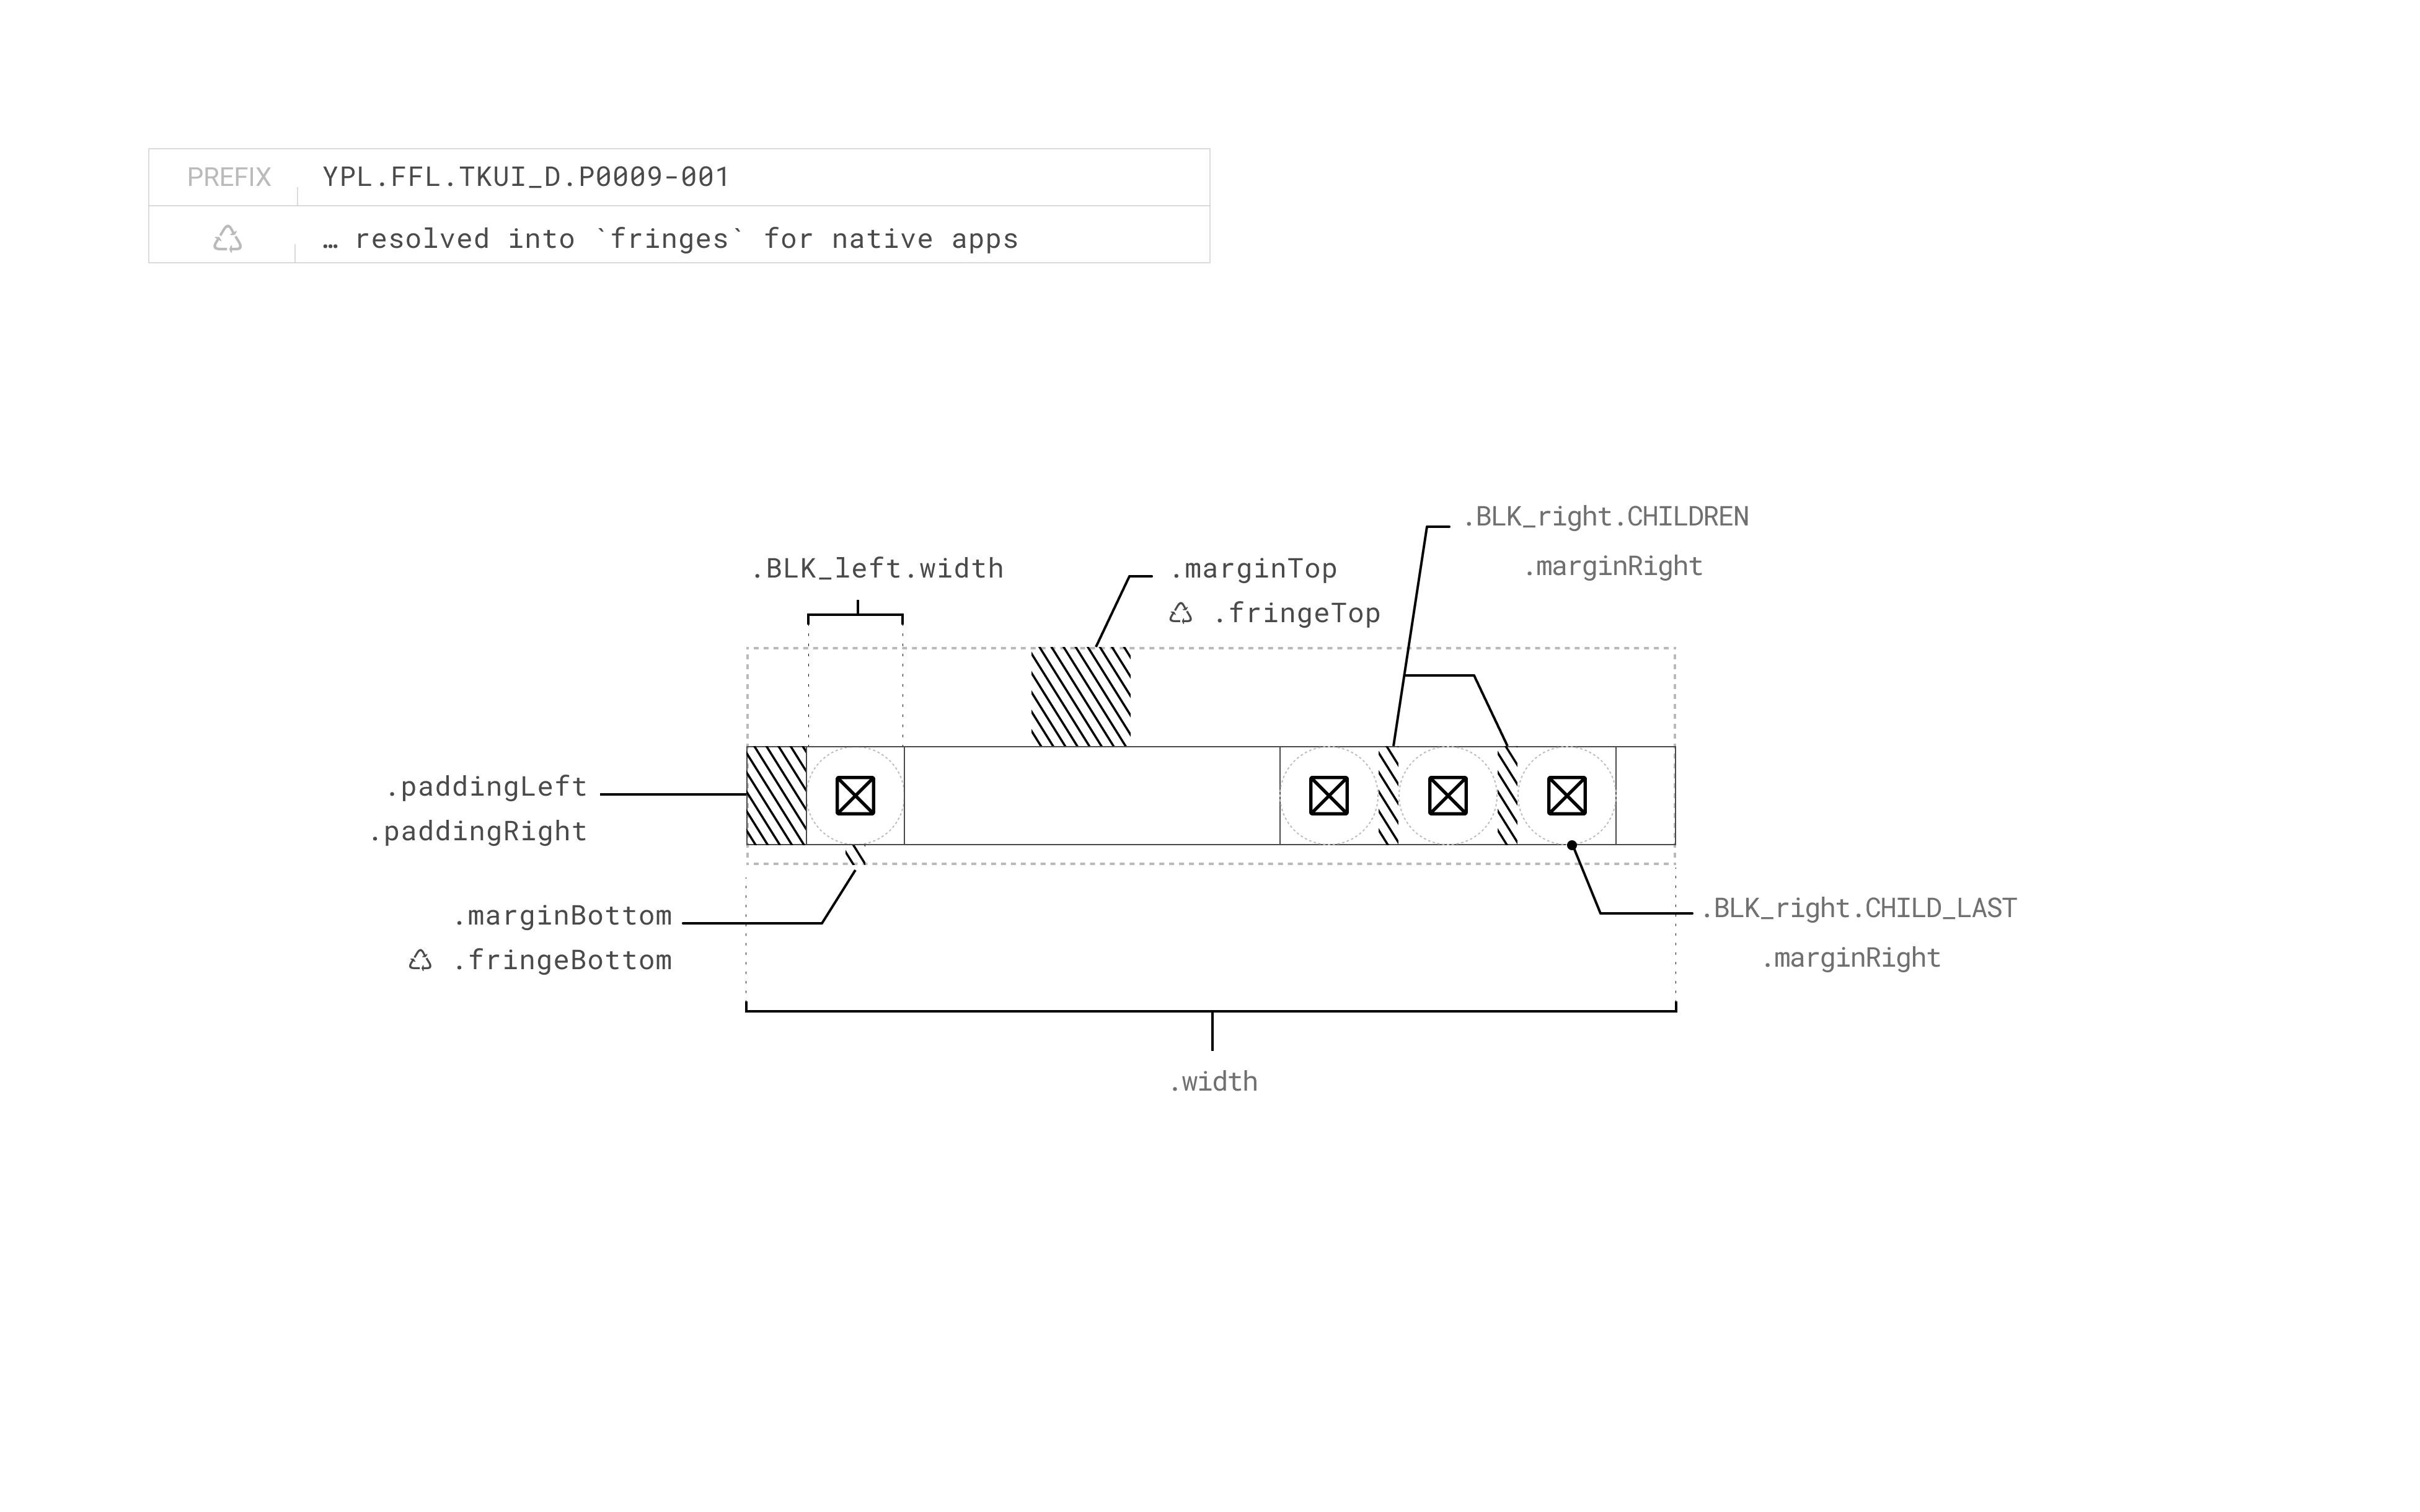 PREFIX YPL.FFL.TKUI_D.P0009-001
… resolved into `fringes` for native apps
.BLK_right.CHILDREN
.marginRight
.BLK_left.width
.marginTop
.fringeTop
.paddingLeft
.paddingRight
.marginBottom
.fringeBottom
.BLK_right.CHILD_LAST
.marginRight
.width